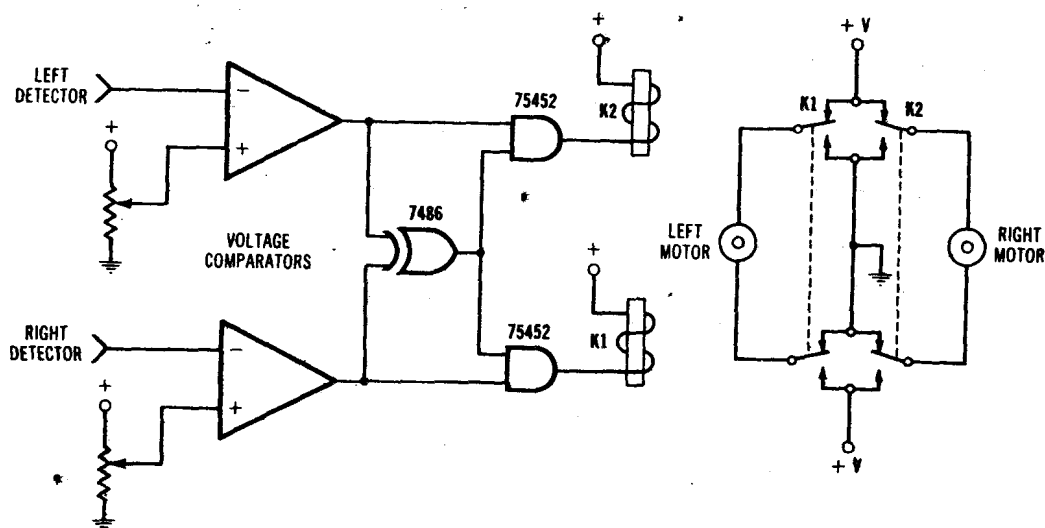 LEFT
DETECTOR
+
−
+
75452
+
K2
7486
VOLTAGE
COMPARATORS
RIGHT
DETECTOR
+
−
+
75452
+
K1
+ V
K1
K2
LEFT
MOTOR
RIGHT
MOTOR
+ V